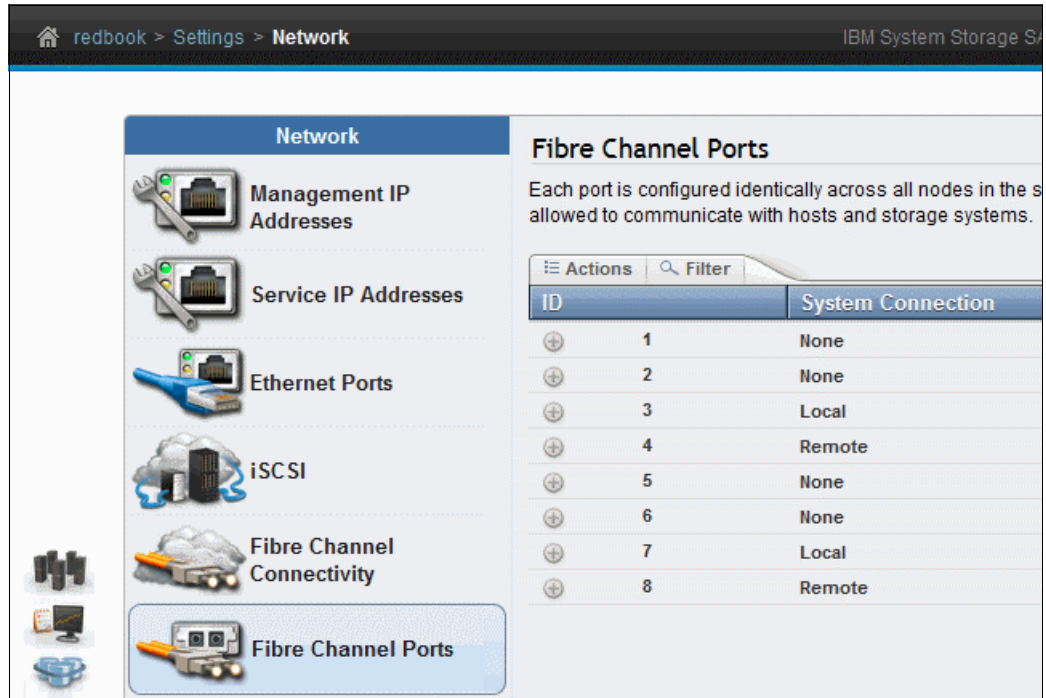 redbook > Settings > Network
IBM System Storage SA
Network
Management IP
Addresses
Service IP Addresses
Ethernet Ports
iSCSI
Fibre Channel
Connectivity
Fibre Channel Ports
Fibre Channel Ports
Each port is configured identically across all nodes in the s
allowed to communicate with hosts and storage systems.
Actions Filter
ID System Connection
1 None
2 None
3 Local
4 Remote
5 None
6 None
7 Local
8 Remote